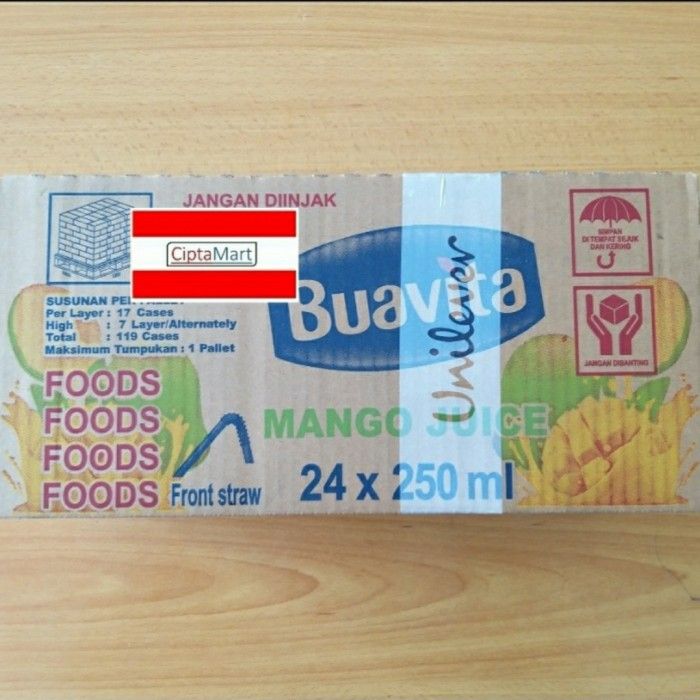 JANGAN DIINJAK
CiptaMart
Buavita
Unilever
SUSUNAN PER PALLET
Per Layer : 17 Cases
High : 7 Layer/Alternately
Total : 119 Cases
Maksimum Tumpukan : 1 Pallet
FOODS
FOODS
FOODS
FOODS
Front straw
MANGO JUICE
24 x 250 ml
SIMPAN
DI TEMPAT SEJUK
DAN KERING
JANGAN DIBANTING